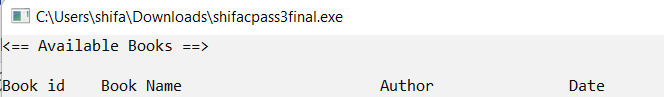 C:\Users\shifa\Downloads\shifacpass3final.exe
<== Available Books ==>
Book id    Book Name                      Author               Date